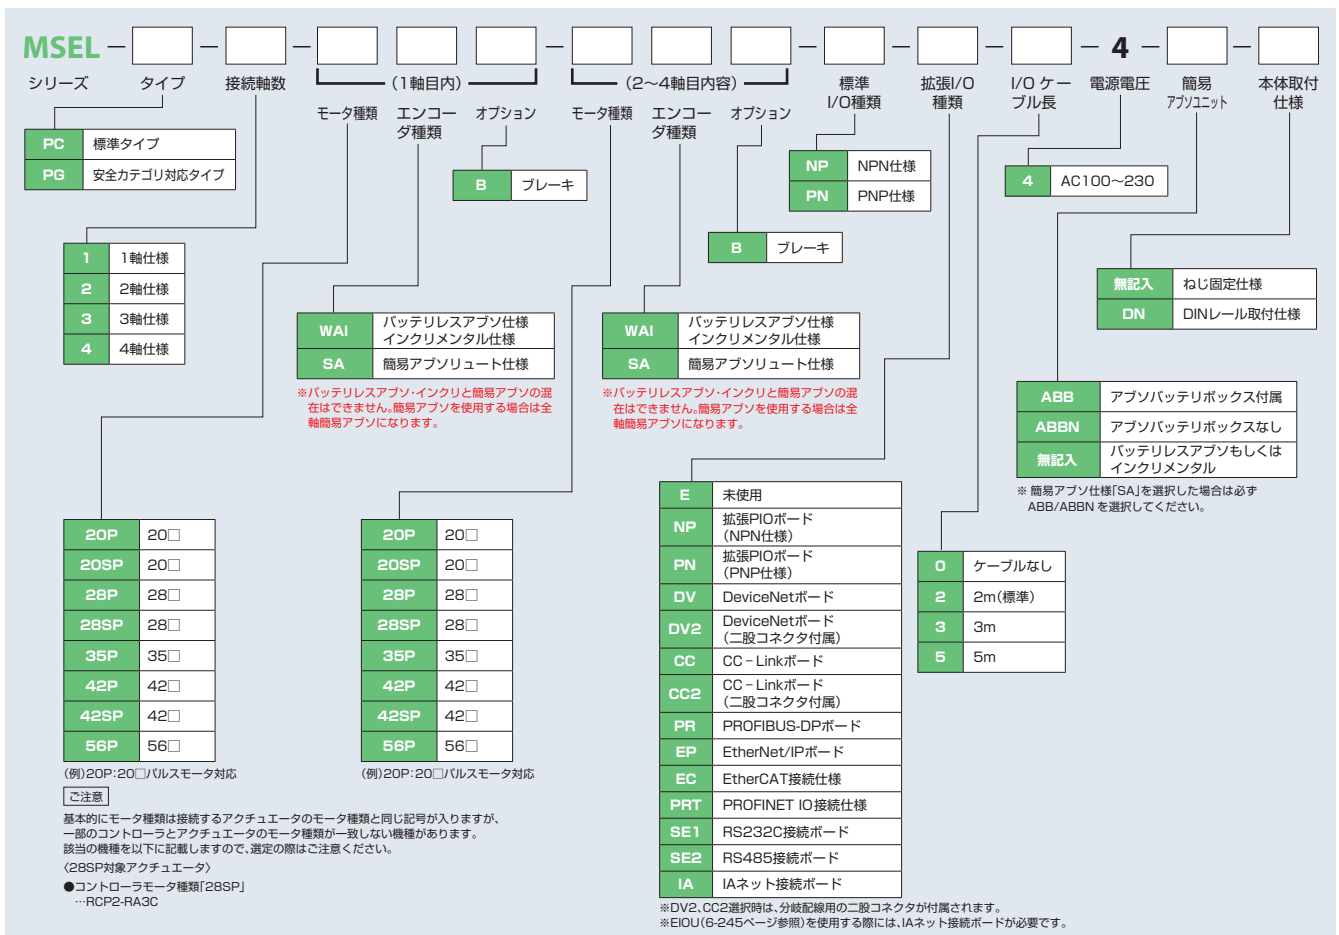 MSEL － － － － － － － 4 － －
シリーズ
タイプ
接続軸数
(1軸目内)
モータ種類
エンコー
ダ種類
オプション
(2〜4軸目内容)
モータ種類
エンコー
ダ種類
オプション
標準
I/O種類
拡張I/O
種類
I/O ケー
ブル長
電源電圧
簡易
アブソユニット
本体取付
仕様
PC 標準タイプ
PG 安全カテゴリ対応タイプ
1 1軸仕様
2 2軸仕様
3 3軸仕様
4 4軸仕様
B ブレーキ
B ブレーキ
NP NPN仕様
PN PNP仕様
4 AC100〜230
無記入 ねじ固定仕様
DN DINレール取付仕様
WAI バッテリレスアブソ仕様
インクリメンタル仕様
SA 簡易アブソリュート仕様
※バッテリレスアブソ・インクリと簡易アブソの混
在はできません。簡易アブソを使用する場合は全
軸簡易アブソになります。
WAI バッテリレスアブソ仕様
インクリメンタル仕様
SA 簡易アブソリュート仕様
※バッテリレスアブソ・インクリと簡易アブソの混
在はできません。簡易アブソを使用する場合は全
軸簡易アブソになります。
ABB アブソバッテリボックス付属
ABBN アブソバッテリボックスなし
無記入 バッテリレスアブソもしくは
インクリメンタル
※ 簡易アブソ仕様「SA」を選択した場合は必ず
ABB/ABBN を選択してください。
20P 20□
20SP 20□
28P 28□
28SP 28□
35P 35□
42P 42□
42SP 42□
56P 56□
(例)20P：20□パルスモータ対応
20P 20□
20SP 20□
28P 28□
28SP 28□
35P 35□
42P 42□
42SP 42□
56P 56□
(例)20P：20□パルスモータ対応
E 未使用
NP 拡張PIOボード
(NPN仕様)
PN 拡張PIOボード
(PNP仕様)
DV DeviceNetボード
DV2 DeviceNetボード
(二股コネクタ付属)
CC CC－Linkボード
CC2 CC－Linkボード
(二股コネクタ付属)
PR PROFIBUS-DPボード
EP EtherNet/IPボード
EC EtherCAT接続仕様
PRT PROFINET IO接続仕様
SE1 RS232C接続ボード
SE2 RS485接続ボード
IA IAネット接続ボード
※DV2、CC2選択時は、分岐配線用の二股コネクタが付属されます。
※EIOU(6-245ページ参照)を使用する際には、IAネット接続ボードが必要です。
0 ケーブルなし
2 2m(標準)
3 3m
5 5m
ご注意
基本的にモータ種類は接続するアクチュエータのモータ種類と同じ記号が入りますが、
一部のコントローラとアクチュエータのモータ種類が一致しない機種があります。
該当の機種を以下に記載しますので、選定の際はご注意ください。
〈28SP対象アクチュエータ〉
●コントローラモータ種類「28SP」
…RCP2-RA3C